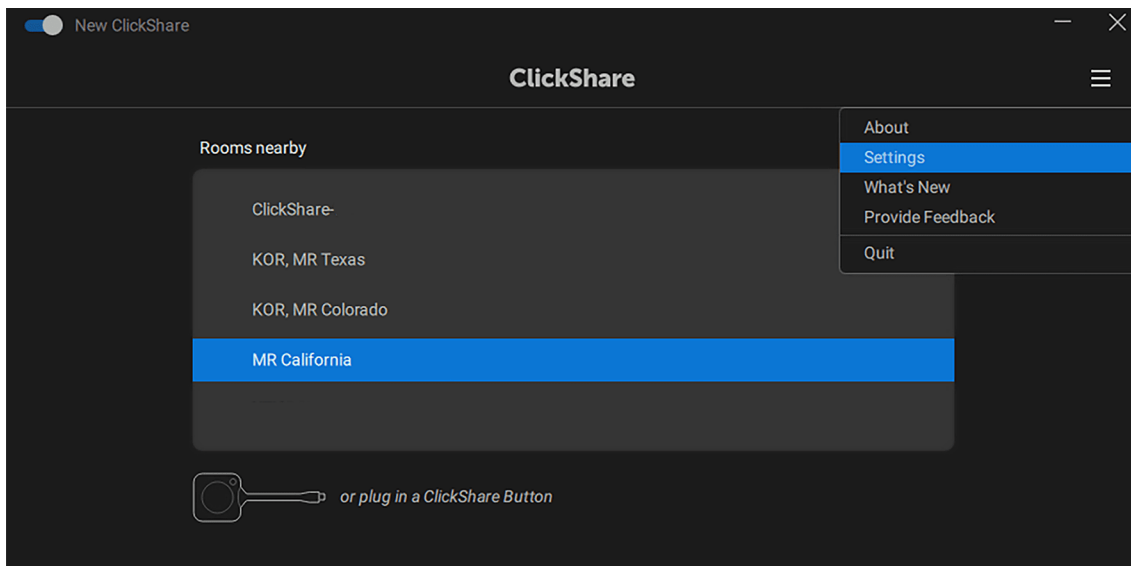 New ClickShare
ClickShare
About
Settings
What's New
Provide Feedback
Quit
Rooms nearby
ClickShare-
KOR, MR Texas
KOR, MR Colorado
MR California
or plug in a ClickShare Button